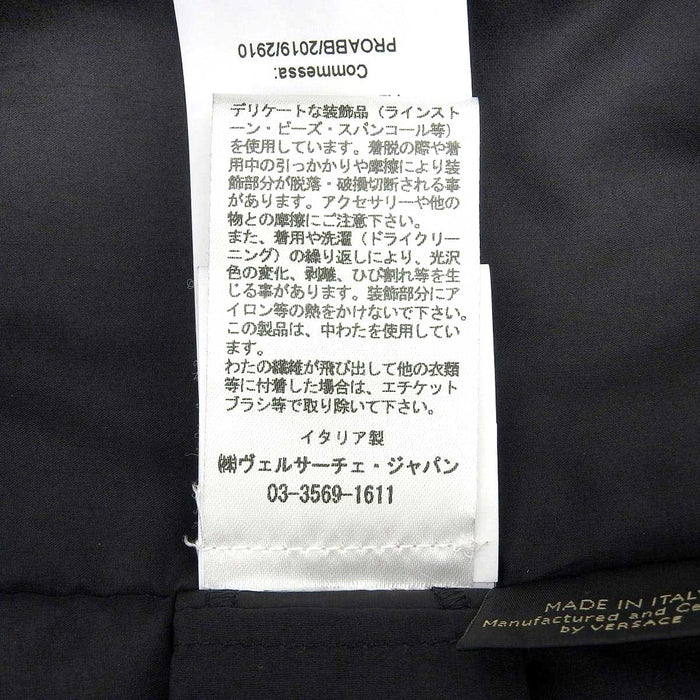 Commessa:
PROABB/2019/2910
デリケートな装飾品（ラインスト
ーン・ビーズ・スパンコール等）
を使用しています。着脱の際や着
用中の引っかかりや摩擦により装
飾部分が脱落・破損切断される事
があります。アクセサリーや他の
物との摩擦にご注意下さい。
また、着用や洗濯（ドライクリー
ニング）の繰り返しにより、光沢
色の変化、剥離、ひび割れ等を生
じる事があります。装飾部分にア
イロン等の熱をかけないで下さい。
この製品は、中わたを使用してい
ます。
わたの繊維が飛び出して他の衣類
等に付着した場合は、エチケット
ブラシ等で取り除いて下さい。
イタリア製
㈱ヴェルサーチェ・ジャパン
03-3569-1611
MADE IN ITALY
Manufactured and Ce
by VERSACE